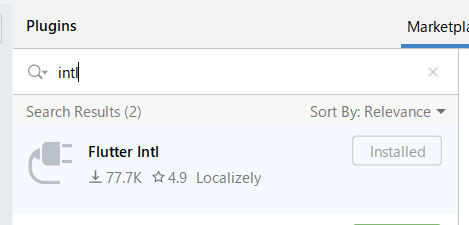 Plugins
Marketpla
intl
Search Results (2)
Sort By: Relevance
Flutter Intl
Installed
77.7K
4.9
Localizely